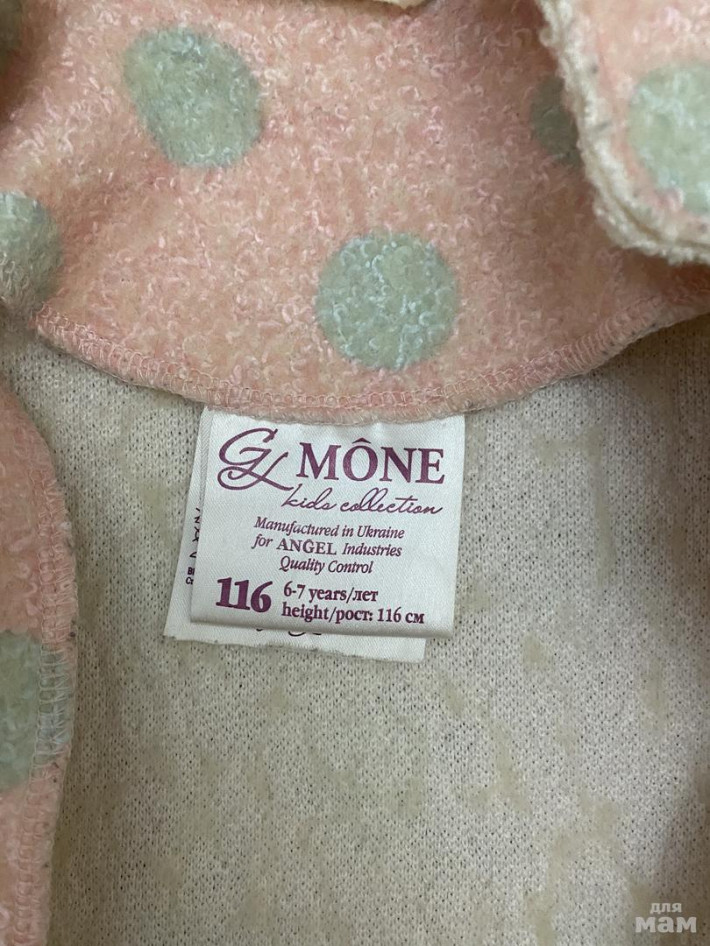 GL MÔNE
kids collection
Manufactured in Ukraine
for ANGEL Industries
Quality Control
116 6-7 years/лет
height/рост: 116 см
для
мам